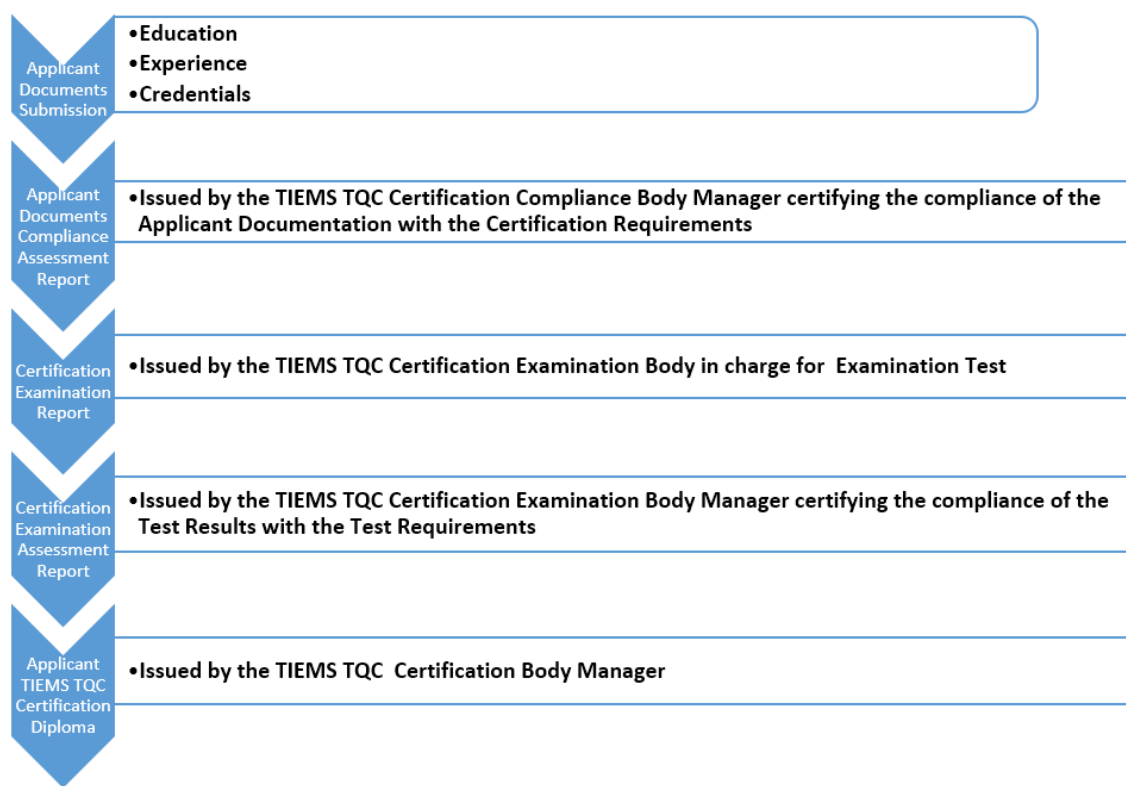 •Education
•Experience
•Credentials
Applicant
Documents
Submission
•Issued by the TIEMS TQC Certification Compliance Body Manager certifying the compliance of the
Applicant Documentation with the Certification Requirements
Applicant
Documents
Compliance
Assessment
Report
•Issued by the TIEMS TQC Certification Examination Body in charge for  Examination Test
Certification
Examination
Report
•Issued by the TIEMS TQC Certification Examination Body Manager certifying the compliance of the
Test Results with the Test Requirements
Certification
Examination
Assessment
Report
•Issued by the TIEMS TQC  Certification Body Manager
Applicant
TIEMS TQC
Certification
Diploma